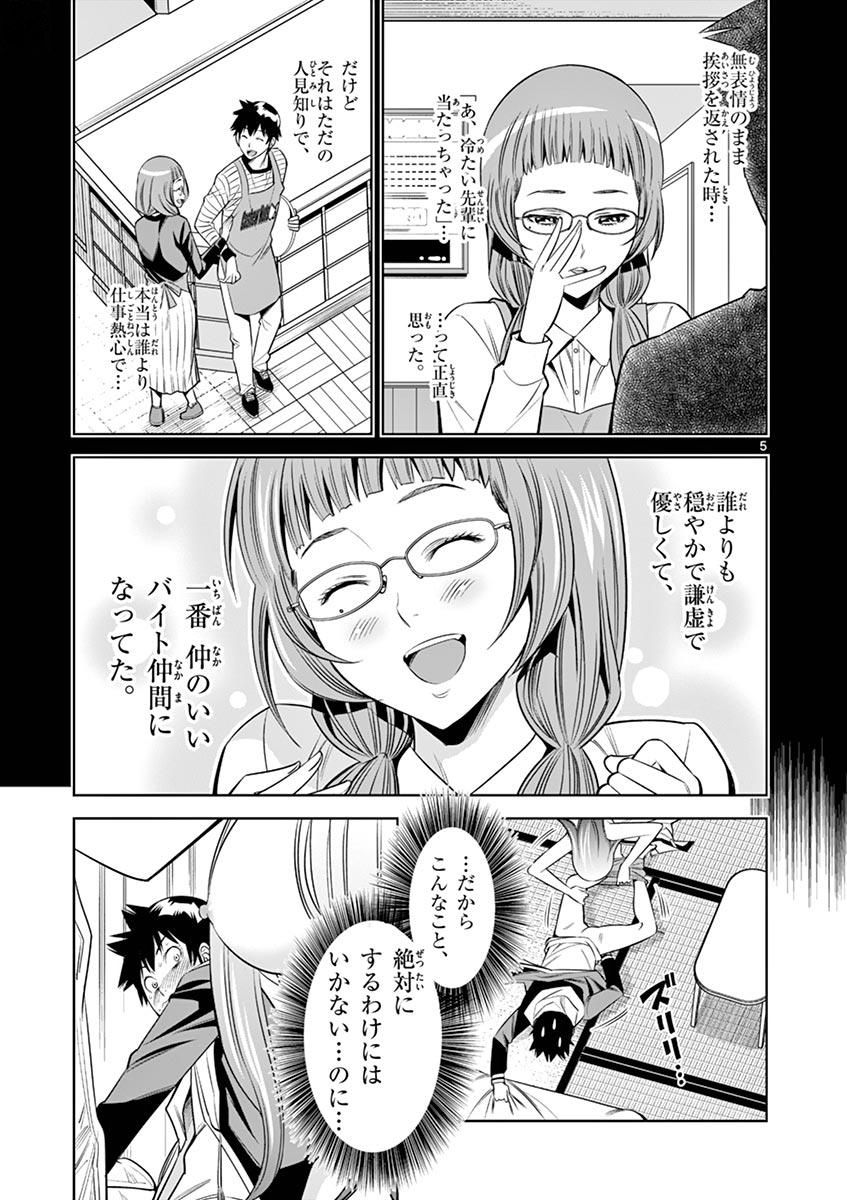 無表情のまま
挨拶を返された時…
「あ、冷たい先輩に
当たっちゃった」…
…って正直
思った。
だけど
それはただの
人見知りで、
本当は誰より
仕事熱心で…
5
誰よりも
穏やかで謙虚で
優しくて、
一番 仲のいい
バイト仲間に
なってた。
…だから
こんなこと、
絶対に
するわけには
いかない…のに…